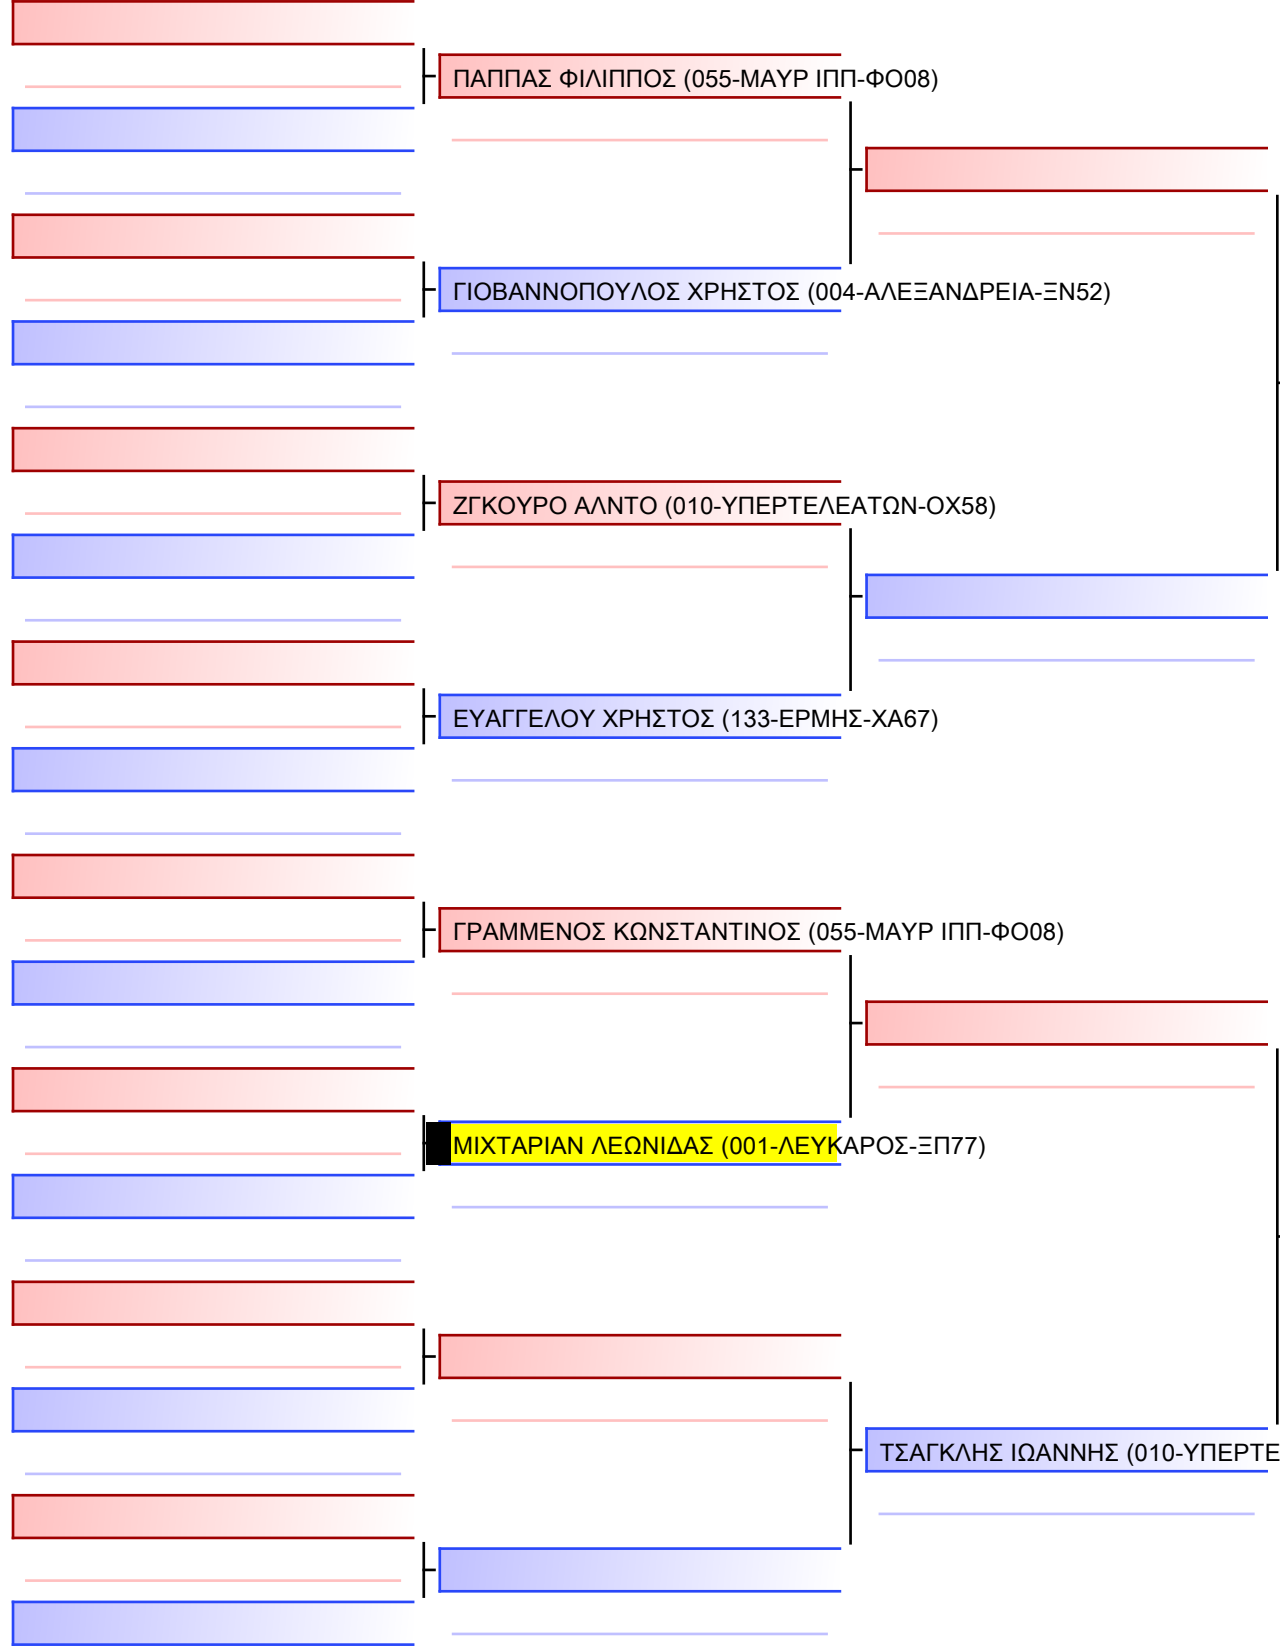 ΠΑΠΠΑΣ ΦΙΛΙΠΠΟΣ (055-ΜΑΥΡ ΙΠΠ-ΦΟ08)
ΓΙΟΒΑΝΝΟΠΟΥΛΟΣ ΧΡΗΣΤΟΣ (004-ΑΛΕΞΑΝΔΡΕΙΑ-ΞΝ52)
ΖΓΚΟΥΡΟ ΑΛΝΤΟ (010-ΥΠΕΡΤΕΛΕΑΤΩΝ-ΟΧ58)
ΕΥΑΓΓΕΛΟΥ ΧΡΗΣΤΟΣ (133-ΕΡΜΗΣ-ΧΑ67)
ΓΡΑΜΜΕΝΟΣ ΚΩΝΣΤΑΝΤΙΝΟΣ (055-ΜΑΥΡ ΙΠΠ-ΦΟ08)
ΜΙΧΤΑΡΙΑΝ ΛΕΩΝΙΔΑΣ (001-ΛΕΥΚΑΡΟΣ-ΞΠ77)
ΤΣΑΓΚΛΗΣ ΙΩΑΝΝΗΣ (010-ΥΠΕΡΤΕ